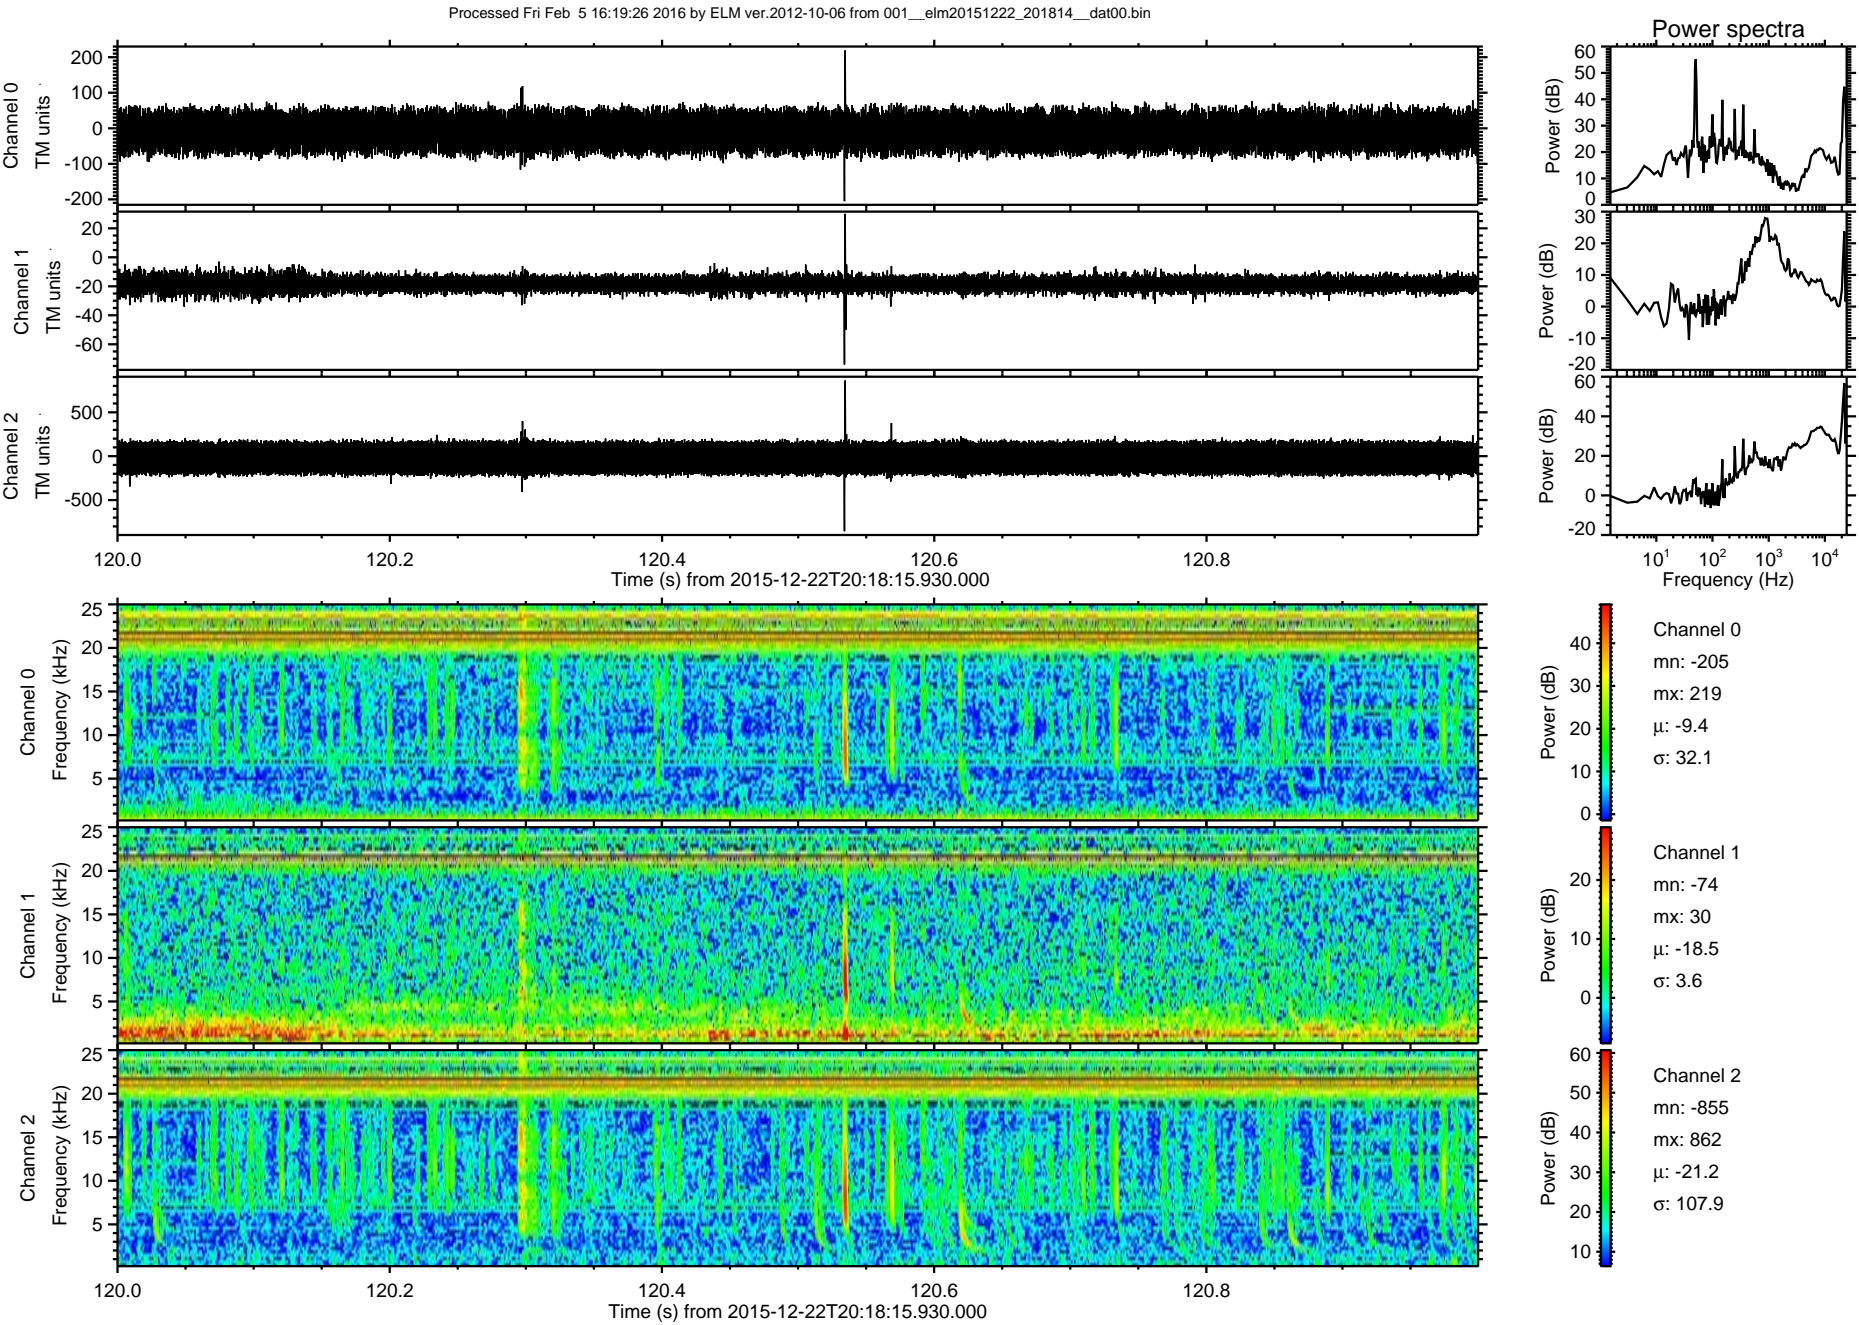 Processed Fri Feb  5 16:19:26 2016 by ELM ver.2012-10-06 from 001__elm20151222_201814__dat00.bin
Power spectra
Channel 0
TM units
200
100
0
-100
-200
Power (dB)
60
50
40
30
20
10
0
Channel 1
TM units
20
0
-20
-40
-60
Power (dB)
30
20
10
0
-10
-20
Channel 2
TM units
500
0
-500
Power (dB)
60
40
20
0
-20
120.0 120.2 120.4 120.6 120.8
Time (s) from 2015-12-22T20:18:15.930.000
10¹ 10² 10³ 10⁴
Frequency (Hz)
Channel 0
Frequency (kHz)
25
20
15
10
5
Power (dB)
40
30
20
10
0
Channel 0
mn: -205
mx: 219
μ: -9.4
σ: 32.1
Channel 1
Frequency (kHz)
25
20
15
10
5
Power (dB)
20
10
0
Channel 1
mn: -74
mx: 30
μ: -18.5
σ: 3.6
Channel 2
Frequency (kHz)
25
20
15
10
5
Power (dB)
60
50
40
30
20
10
Channel 2
mn: -855
mx: 862
μ: -21.2
σ: 107.9
120.0 120.2 120.4 120.6 120.8
Time (s) from 2015-12-22T20:18:15.930.000